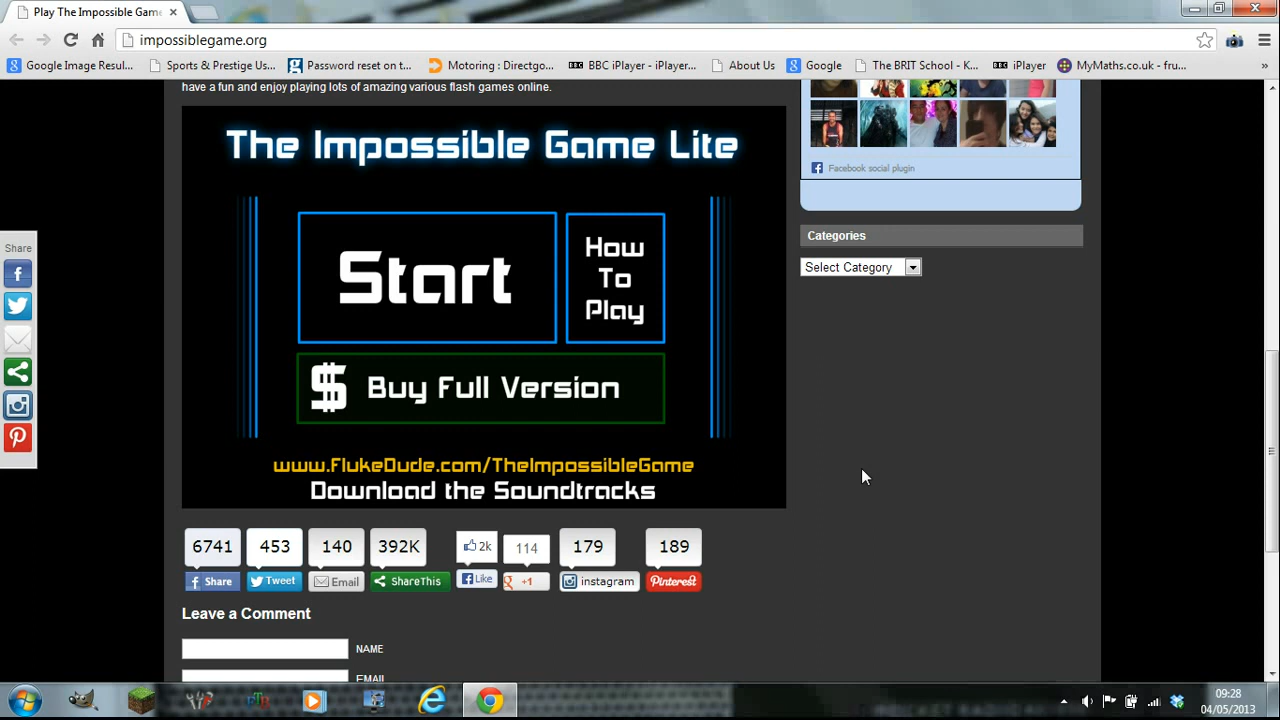 Play The Impossible Game
impossiblegame.org
Google Image Resul...
Sports & Prestige Us...
Password reset on t...
Motoring : Directgo...
BBC iPlayer - iPlayer...
About Us
Google
The BRIT School - K...
iPlayer
MyMaths.co.uk - fru...
»
have a fun and enjoy playing lots of amazing various flash games online.
The Impossible Game Lite
Start
How
To
Play
$ Buy Full Version
www.FlukeDude.com/TheImpossibleGame
Download the Soundtracks
Facebook social plugin
Categories
Select Category
Share
6741
453
140
392K
2k
114
179
189
Share
Tweet
Email
ShareThis
Like
+1
instagram
Pinterest
Leave a Comment
NAME
EMAIL
09:28
04/05/2013